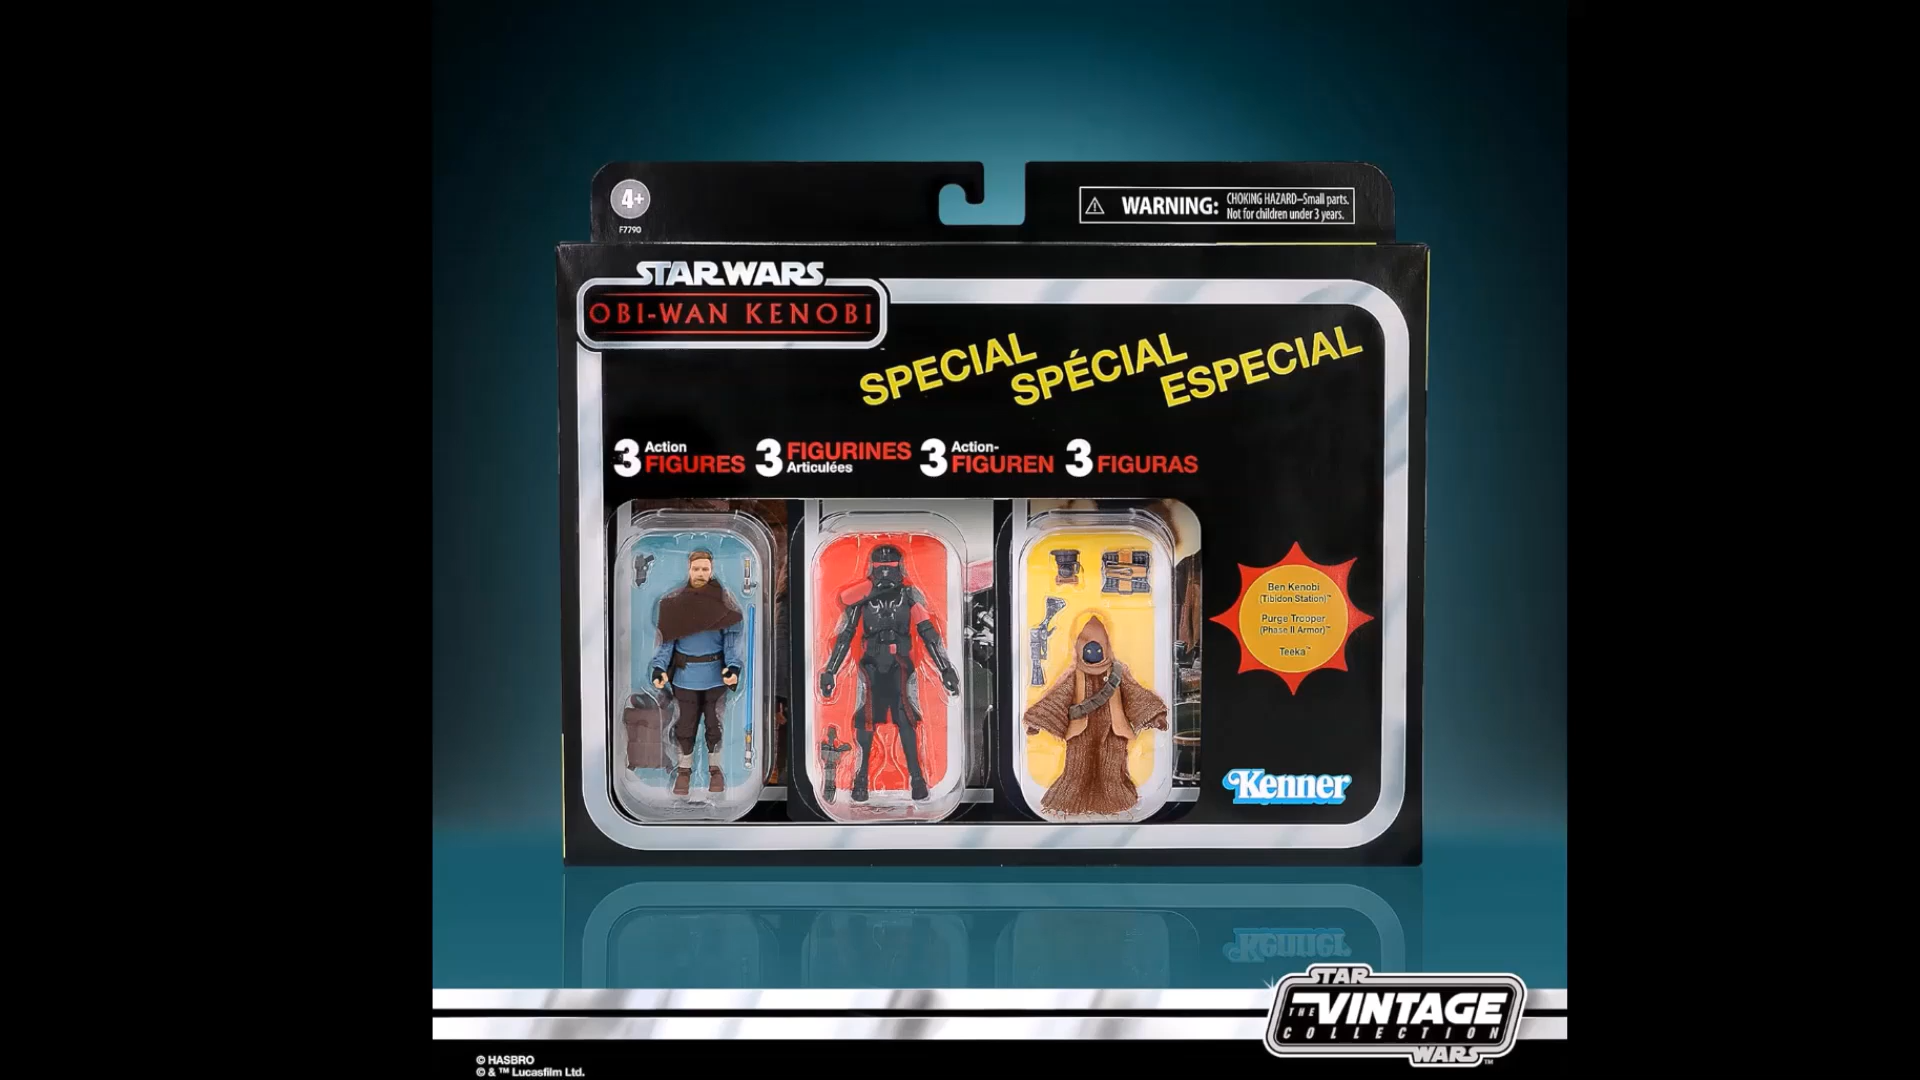 4+
F7790
WARNING: CHOKING HAZARD–Small parts.
Not for children under 3 years.
STAR WARS
OBI-WAN KENOBI
SPECIAL
SPÉCIAL
ESPECIAL
3 Action FIGURES
3 FIGURINES Articulées
3 Action-FIGUREN
3 FIGURAS
Ben Kenobi
(Tibidon Station)™
Purge Trooper
(Phase II Armor)™
Teeka™
Kenner
Kenner
STAR
THE VINTAGE
COLLECTION
WARS™
© HASBRO
© & ™ Lucasfilm Ltd.